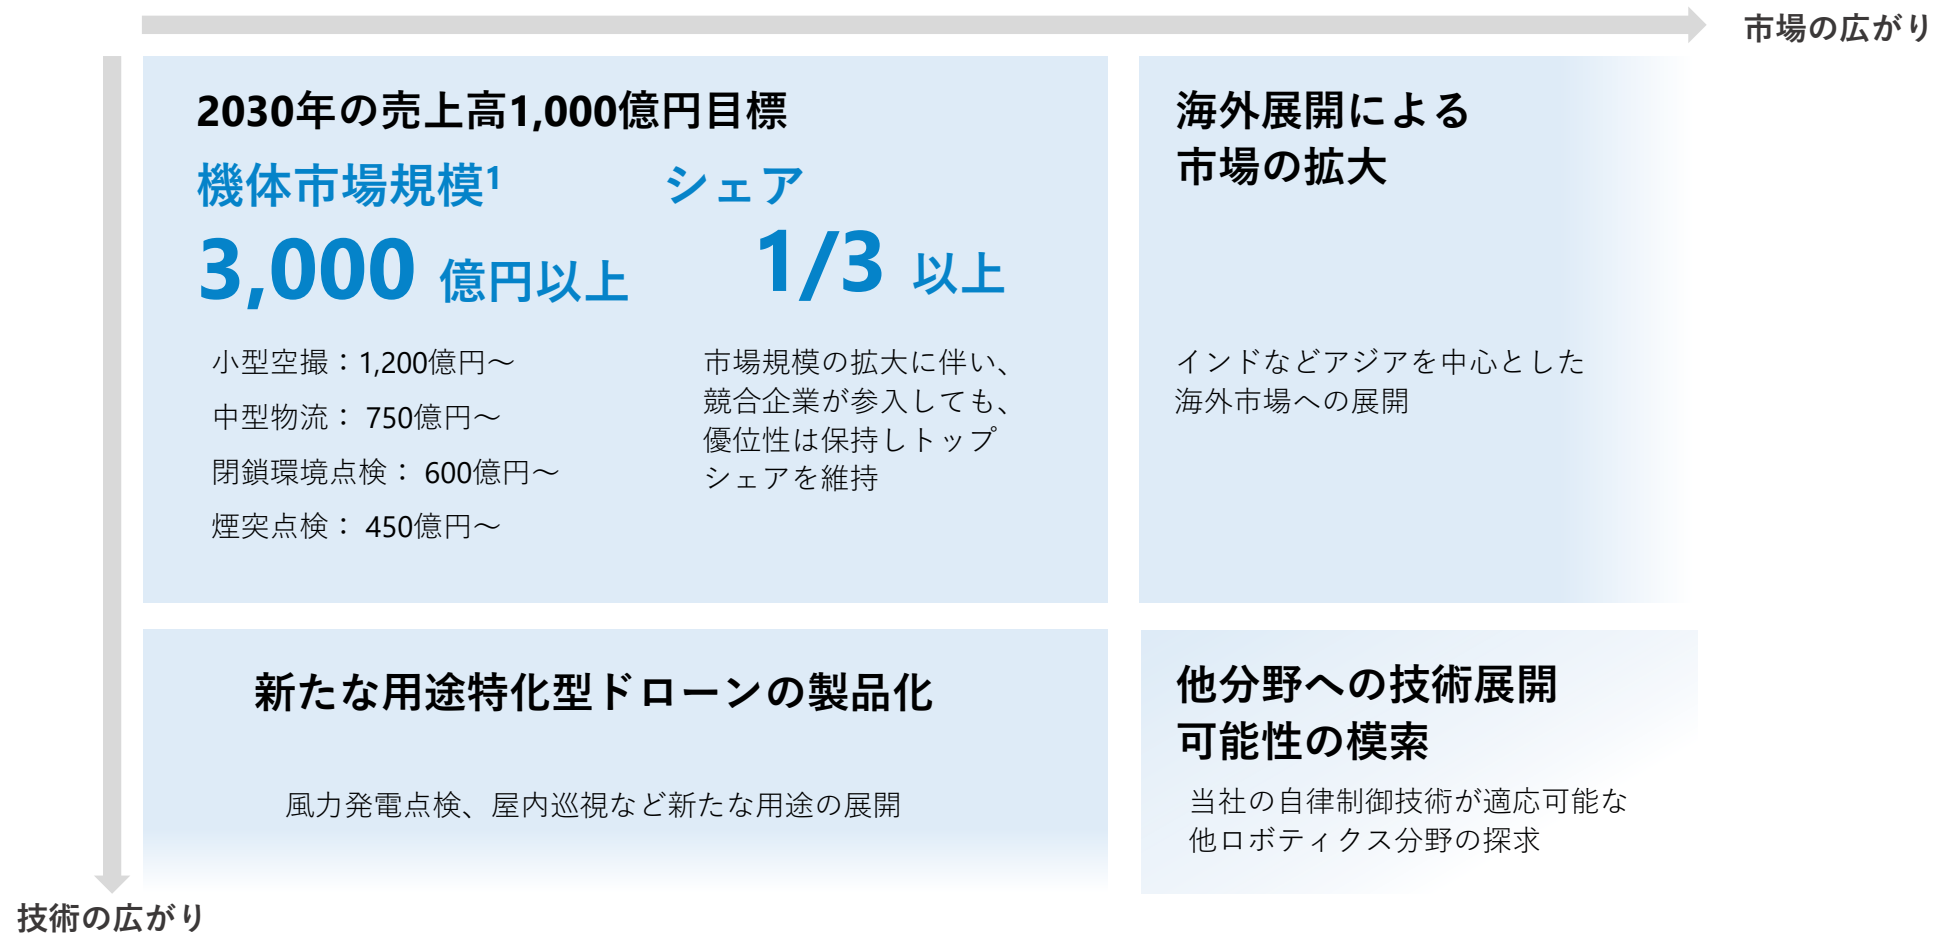 市場の広がり
2030年の売上高1,000億円目標
機体市場規模1
シェア
3,000 億円以上
1/3 以上
小型空撮：1,200億円～
中型物流： 750億円～
閉鎖環境点検： 600億円～
煙突点検： 450億円～
市場規模の拡大に伴い、
競合企業が参入しても、
優位性は保持しトップ
シェアを維持
海外展開による
市場の拡大
インドなどアジアを中心とした
海外市場への展開
新たな用途特化型ドローンの製品化
風力発電点検、屋内巡視など新たな用途の展開
他分野への技術展開
可能性の模索
当社の自律制御技術が適応可能な
他ロボティクス分野の探求
技術の広がり